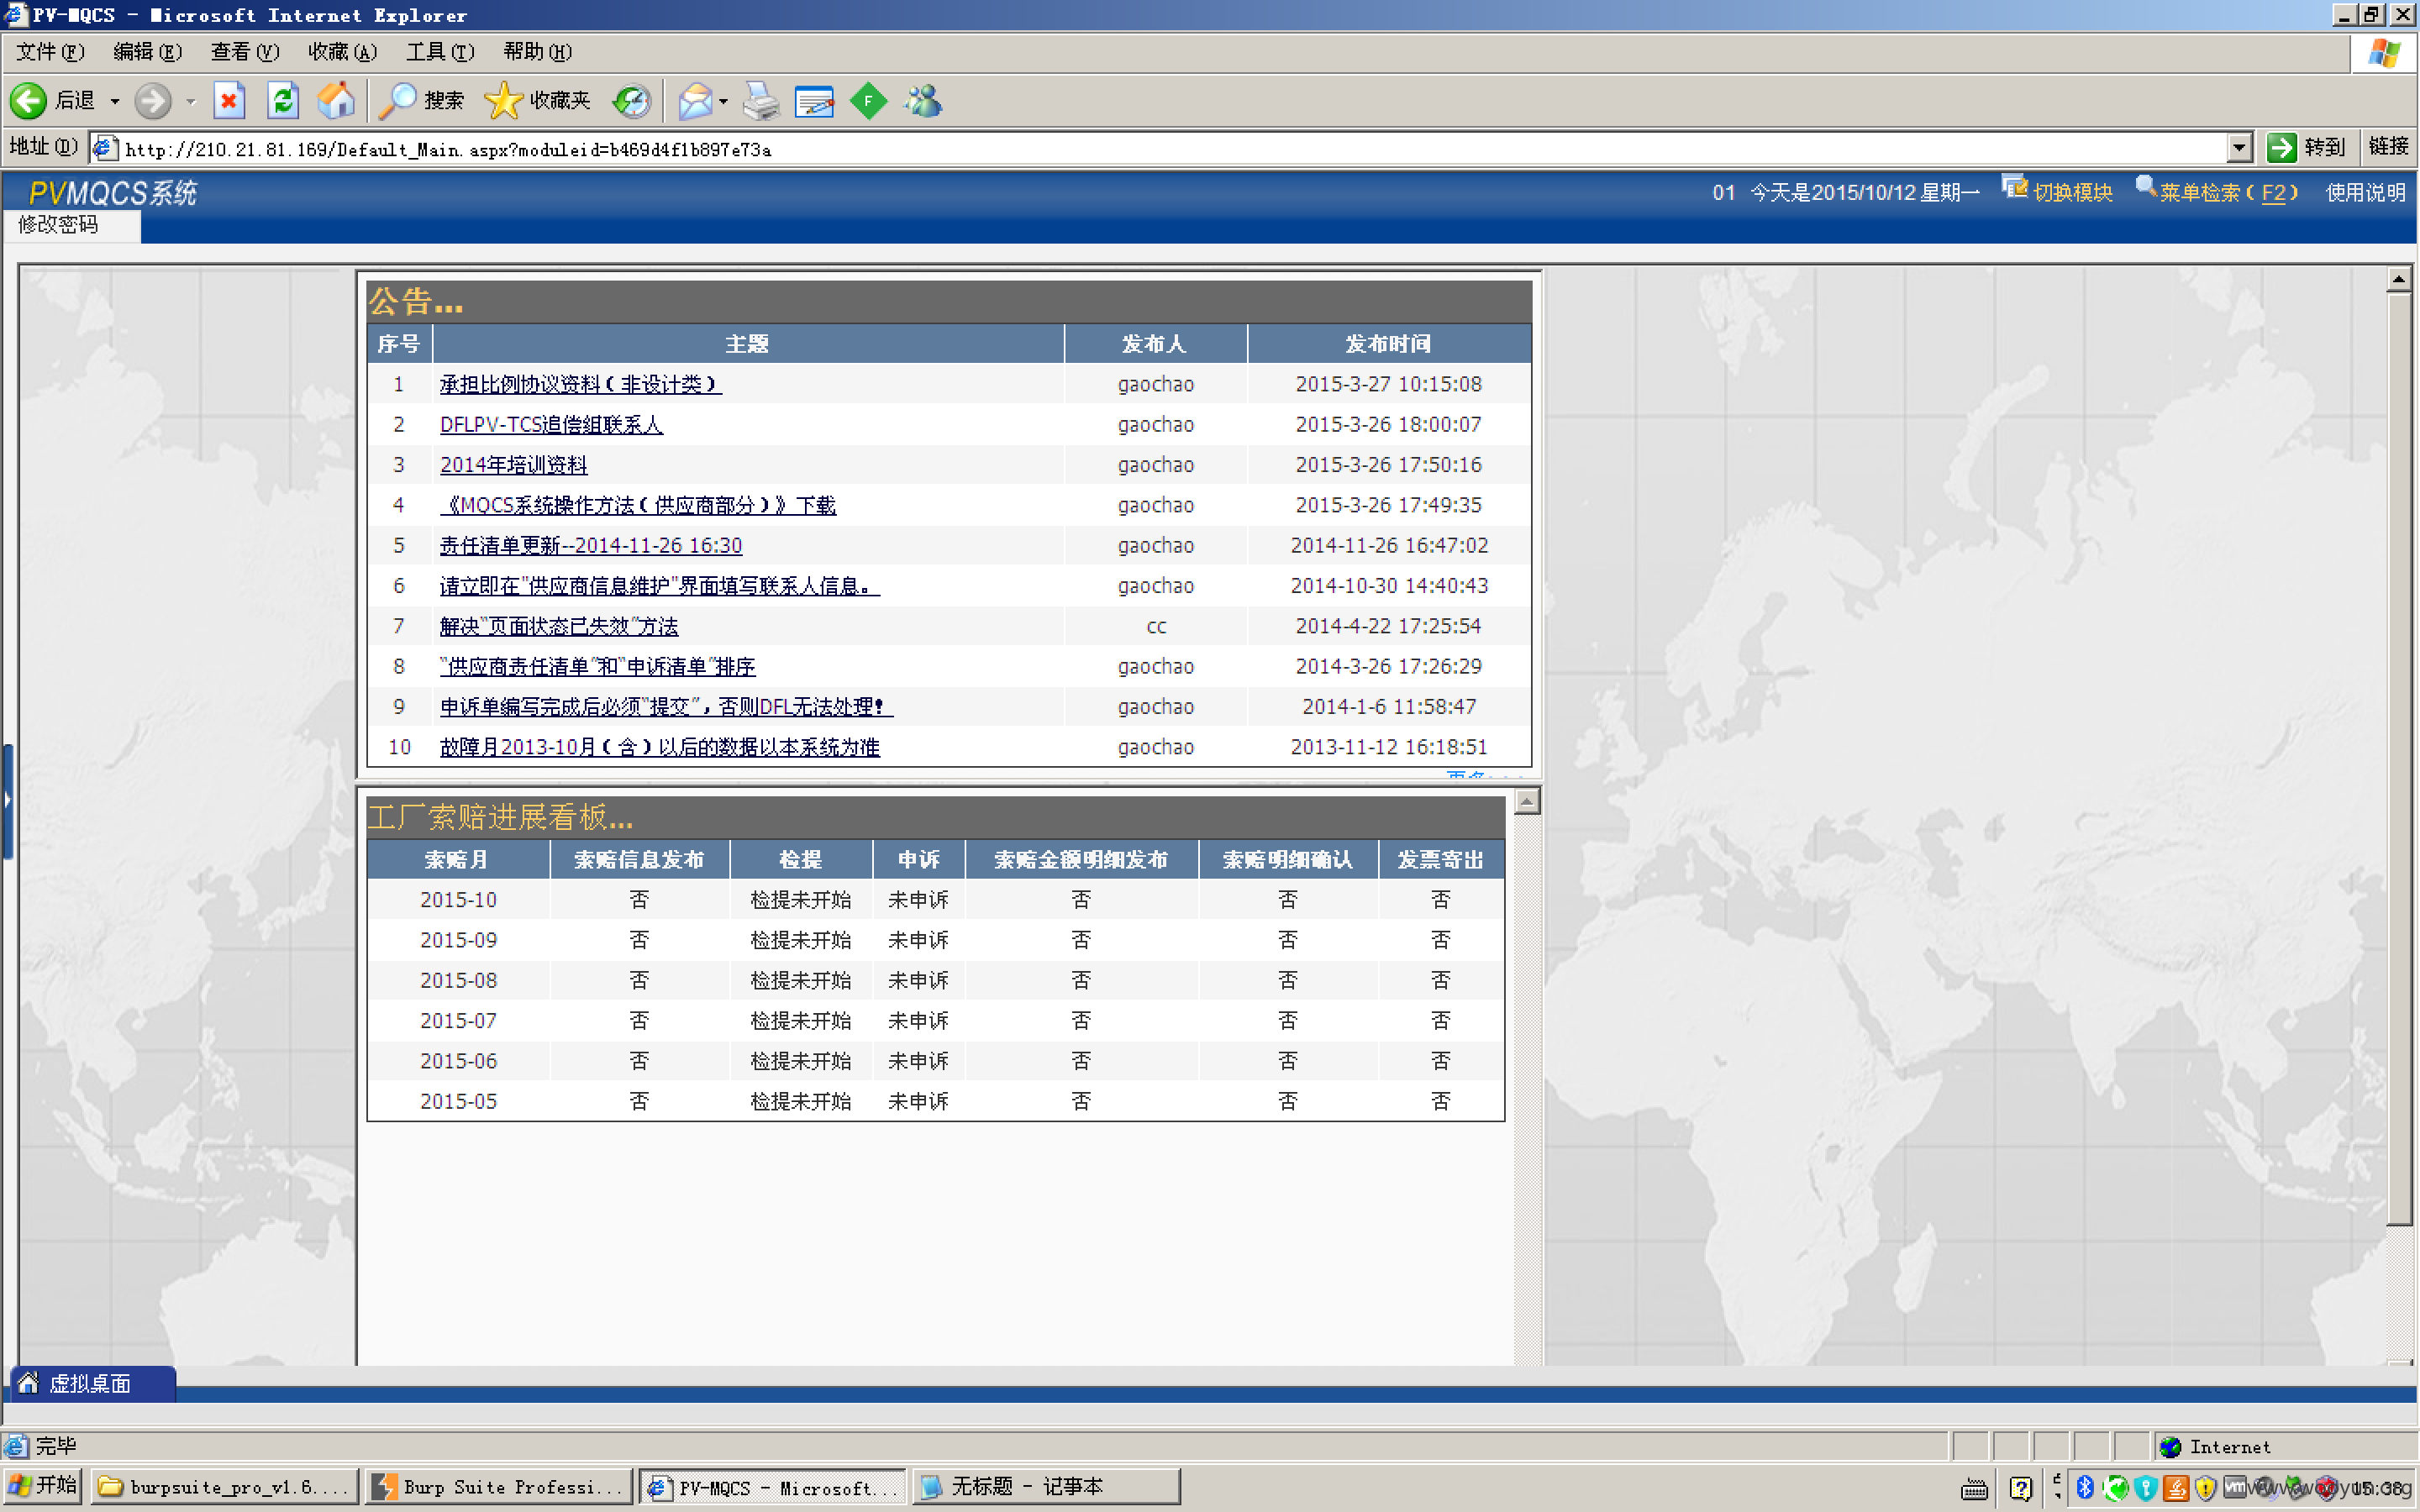 PV-MQCS - Microsoft Internet Explorer
文件(F) 编辑(E) 查看(V) 收藏(A) 工具(T) 帮助(H)
后退 搜索 收藏夹
地址(D) http://210.21.81.169/Default_Main.aspx?moduleid=b469d4f1b897e73a 转到 链接
PVMQCS系统 01 今天是2015/10/12 星期一 切换模块 菜单检索(F2) 使用说明
修改密码
公告...
序号 主题 发布人 发布时间
1 承担比例协议资料(非设计类) gaochao 2015-3-27 10:15:08
2 DFLPV-TCS追偿组联系人 gaochao 2015-3-26 18:00:07
3 2014年培训资料 gaochao 2015-3-26 17:50:16
4 《MQCS系统操作方法(供应商部分)》下载 gaochao 2015-3-26 17:49:35
5 责任清单更新--2014-11-26 16:30 gaochao 2014-11-26 16:47:02
6 请立即在"供应商信息维护"界面填写联系人信息。 gaochao 2014-10-30 14:40:43
7 解决“页面状态已失效”方法 cc 2014-4-22 17:25:54
8 “供应商责任清单”和“申诉清单”排序 gaochao 2014-3-26 17:26:29
9 申诉单编写完成后必须“提交”，否则DFL无法处理！ gaochao 2014-1-6 11:58:47
10 故障月2013-10月(含)以后的数据以本系统为准 gaochao 2013-11-12 16:18:51
工厂索赔进展看板...
索赔月 索赔信息发布 检提 申诉 索赔金额明细发布 索赔明细确认 发票寄出
2015-10 否 检提未开始 未申诉 否 否 否
2015-09 否 检提未开始 未申诉 否 否 否
2015-08 否 检提未开始 未申诉 否 否 否
2015-07 否 检提未开始 未申诉 否 否 否
2015-06 否 检提未开始 未申诉 否 否 否
2015-05 否 检提未开始 未申诉 否 否 否
虚拟桌面
完毕 Internet
开始 burpsuite_pro_v1.6.... Burp Suite Professi... PV-MQCS - Microsoft... 无标题 - 记事本 15:38